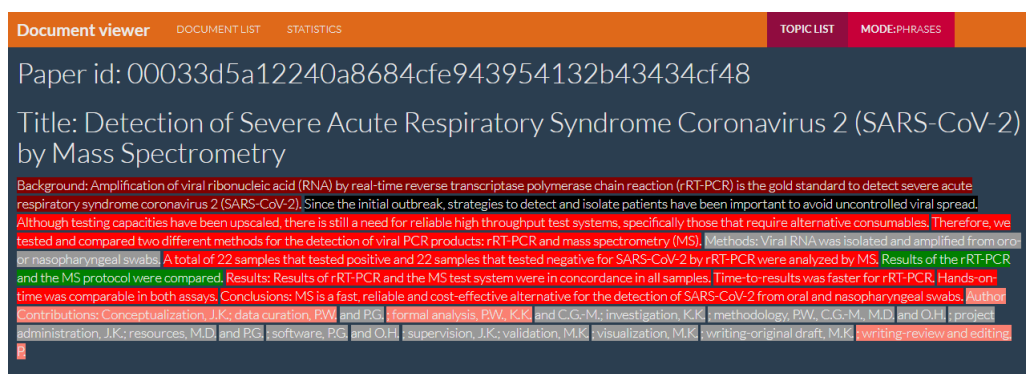 Document viewer DOCUMENT LIST STATISTICS TOPIC LIST MODE:PHRASES
Paper id: 00033d5a12240a8684cfe943954132b43434cf48
Title: Detection of Severe Acute Respiratory Syndrome Coronavirus 2 (SARS-CoV-2)
by Mass Spectrometry
Background: Amplification of viral ribonucleic acid (RNA) by real-time reverse transcriptase polymerase chain reaction (rRT-PCR) is the gold standard to detect severe acute
respiratory syndrome coronavirus 2 (SARS-CoV-2). Since the initial outbreak, strategies to detect and isolate patients have been important to avoid uncontrolled viral spread.
Although testing capacities have been upscaled, there is still a need for reliable high throughput test systems, specifically those that require alternative consumables. Therefore, we
tested and compared two different methods for the detection of viral PCR products: rRT-PCR and mass spectrometry (MS). Methods: Viral RNA was isolated and amplified from oro-
or nasopharyngeal swabs. A total of 22 samples that tested positive and 22 samples that tested negative for SARS-CoV-2 by rRT-PCR were analyzed by MS. Results of the rRT-PCR
and the MS protocol were compared. Results: Results of rRT-PCR and the MS test system were in concordance in all samples. Time-to-results was faster for rRT-PCR. Hands-on-
time was comparable in both assays. Conclusions: MS is a fast, reliable and cost-effective alternative for the detection of SARS-CoV-2 from oral and nasopharyngeal swabs. Author
Contributions: Conceptualization, J.K.; data curation, P.W. and P.G. ; formal analysis, P.W., K.K. and C.G.-M.; investigation, K.K. ; methodology, P.W., C.G.-M., M.D. and O.H. ; project
administration, J.K.; resources, M.D. and P.G. ; software, P.G. and O.H. ; supervision, J.K.; validation, M.K. ; visualization, M.K. ; writing-original draft, M.K. ; writing-review and editing,
P.